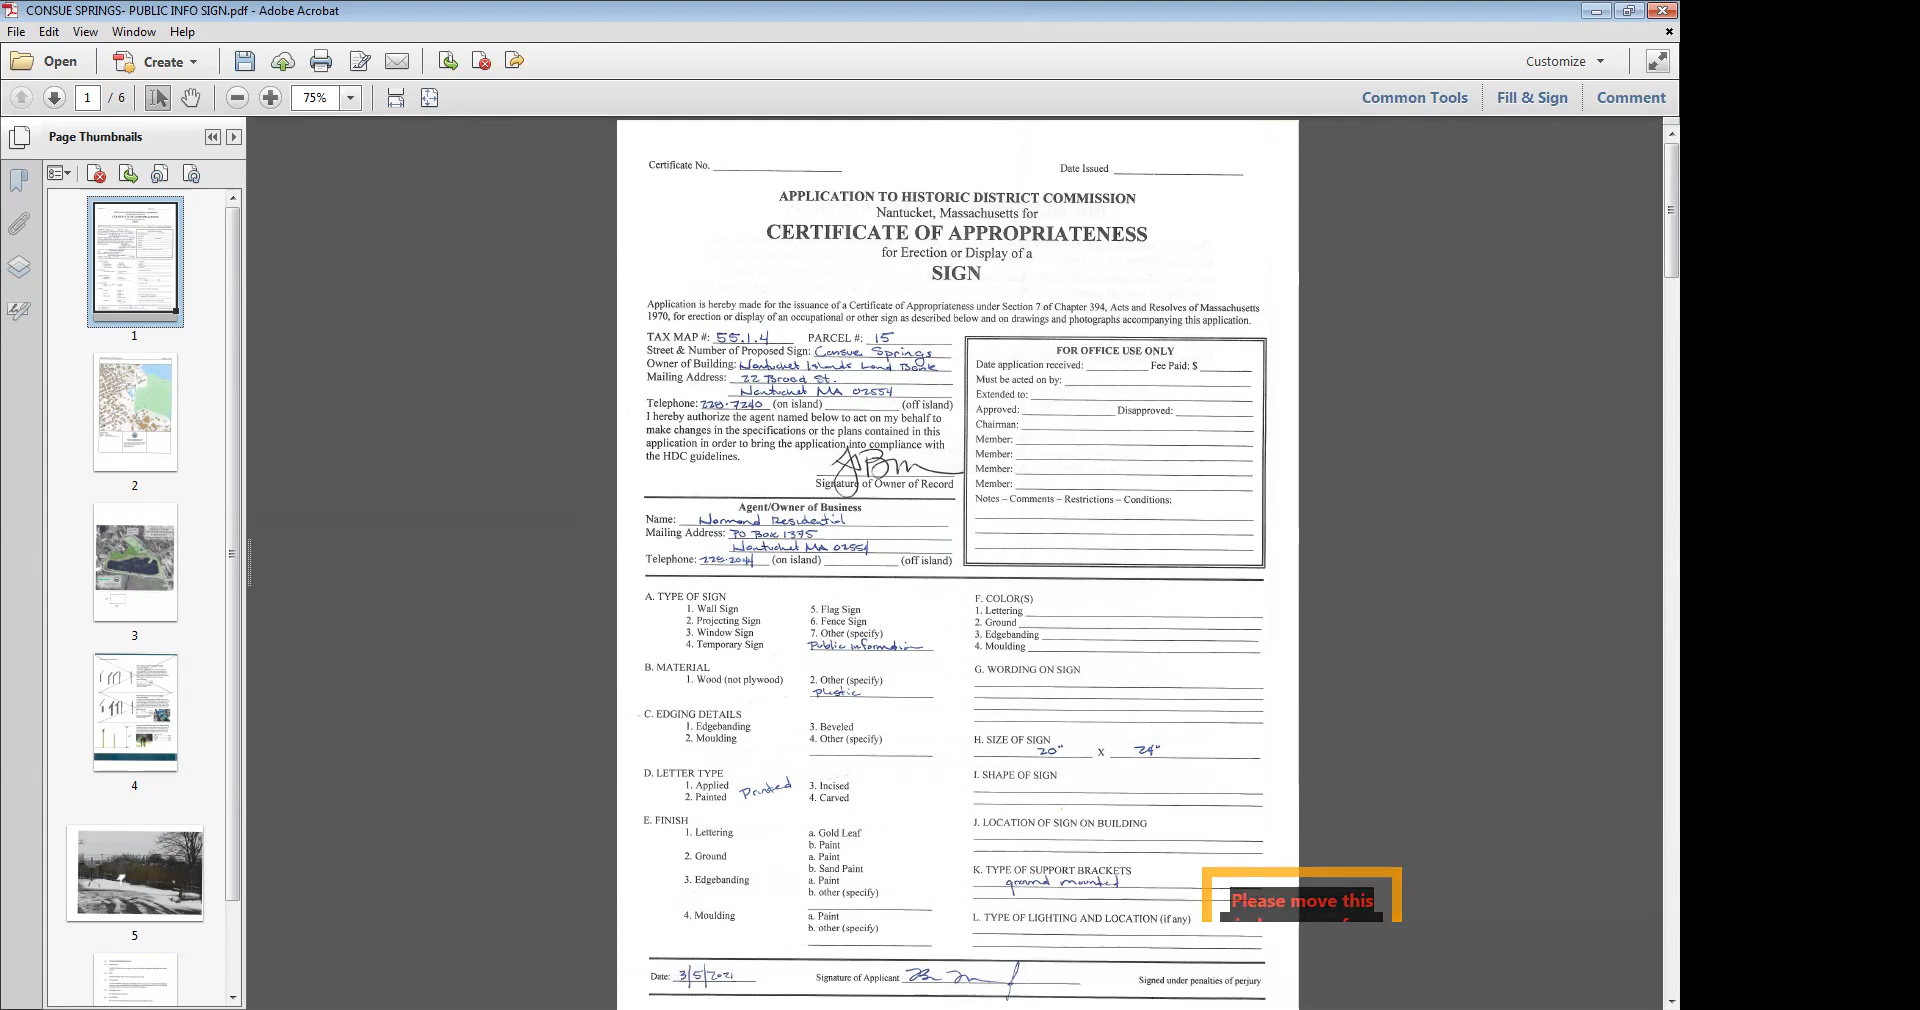 CONSUE SPRINGS- PUBLIC INFO SIGN.pdf - Adobe Acrobat
File Edit View Window Help
Open Create Customize
1 / 6 75% Common Tools Fill & Sign Comment
Page Thumbnails
1
2
3
4
5
Certificate No. Date Issued
APPLICATION TO HISTORIC DISTRICT COMMISSION
Nantucket, Massachusetts for
CERTIFICATE OF APPROPRIATENESS
for Erection or Display of a
SIGN
Application is hereby made for the issuance of a Certificate of Appropriateness under Section 7 of Chapter 394, Acts and Resolves of Massachusetts
1970, for erection or display of an occupational or other sign as described below and on drawings and photographs accompanying this application.
TAX MAP #: 55.1.4 PARCEL #: 15
Street & Number of Proposed Sign: Consue Springs
Owner of Building: Nantucket Islands Land Bank
Mailing Address: 22 Broad St.
Nantucket MA 02554
Telephone: 228-7240 (on island) (off island)
I hereby authorize the agent named below to act on my behalf to
make changes in the specifications or the plans contained in this
application in order to bring the application into compliance with
the HDC guidelines.
Signature of Owner of Record
Agent/Owner of Business
Name: Normand Residential
Mailing Address: PO Box 1375
Nantucket MA 02554
Telephone: (on island) (off island)
FOR OFFICE USE ONLY
Date application received: Fee Paid: $
Must be acted on by:
Extended to:
Approved: Disapproved:
Chairman:
Member:
Member:
Member:
Member:
Notes – Comments – Restrictions – Conditions:
A. TYPE OF SIGN
1. Wall Sign 5. Flag Sign
2. Projecting Sign 6. Fence Sign
3. Window Sign 7. Other (specify)
4. Temporary Sign Public information
B. MATERIAL
1. Wood (not plywood) 2. Other (specify)
plastic
C. EDGING DETAILS
1. Edgebanding 3. Beveled
2. Moulding 4. Other (specify)
D. LETTER TYPE
1. Applied 3. Incised
2. Painted Printed 4. Carved
E. FINISH
1. Lettering a. Gold Leaf
b. Paint
2. Ground a. Paint
b. Sand Paint
3. Edgebanding a. Paint
b. other (specify)
4. Moulding a. Paint
b. other (specify)
F. COLOR(S)
1. Lettering
2. Ground
3. Edgebanding
4. Moulding
G. WORDING ON SIGN
H. SIZE OF SIGN
20" X 24"
I. SHAPE OF SIGN
J. LOCATION OF SIGN ON BUILDING
K. TYPE OF SUPPORT BRACKETS
ground mounted
L. TYPE OF LIGHTING AND LOCATION (if any)
Please move this
Date: 3/5/2021 Signature of Applicant Signed under penalties of perjury